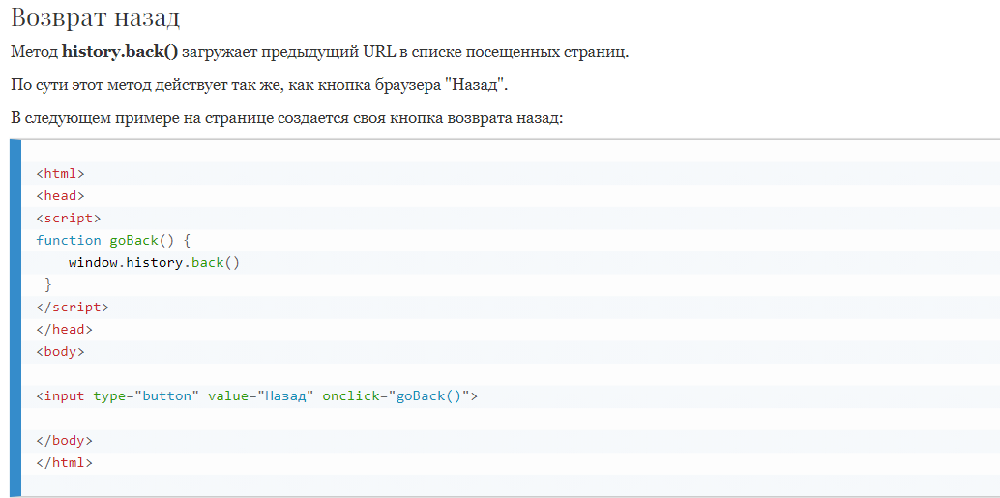 Возврат назад
Метод history.back() загружает предыдущий URL в списке посещенных страниц.
По сути этот метод действует так же, как кнопка браузера "Назад".
В следующем примере на странице создается своя кнопка возврата назад:
<html>
<head>
<script>
function goBack() {
    window.history.back()
 }
</script>
</head>
<body>
<input type="button" value="Назад" onclick="goBack()">
</body>
</html>